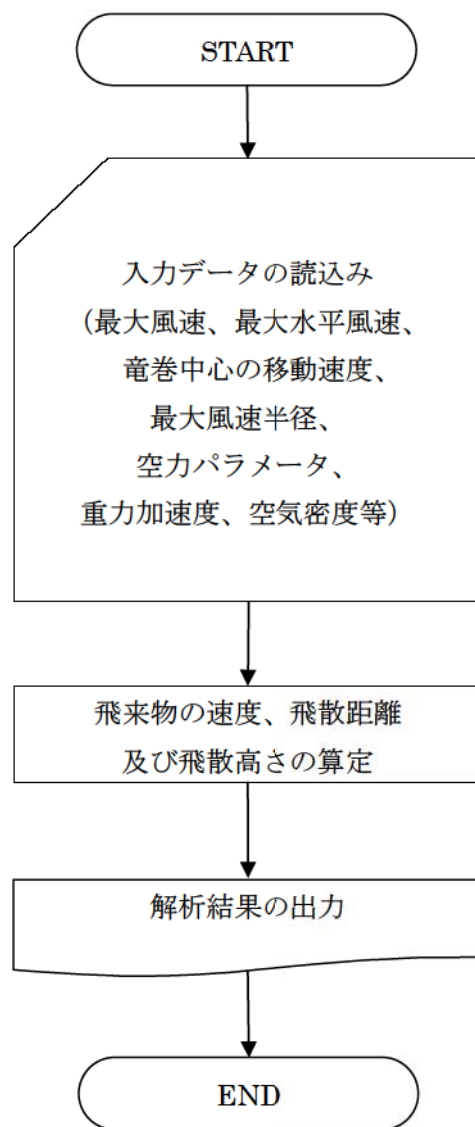 START
入力データの読込み
（最大風速、最大水平風速、
竜巻中心の移動速度、
最大風速半径、
空力パラメータ、
重力加速度、空気密度等）
飛来物の速度、飛散距離
及び飛散高さの算定
解析結果の出力
END